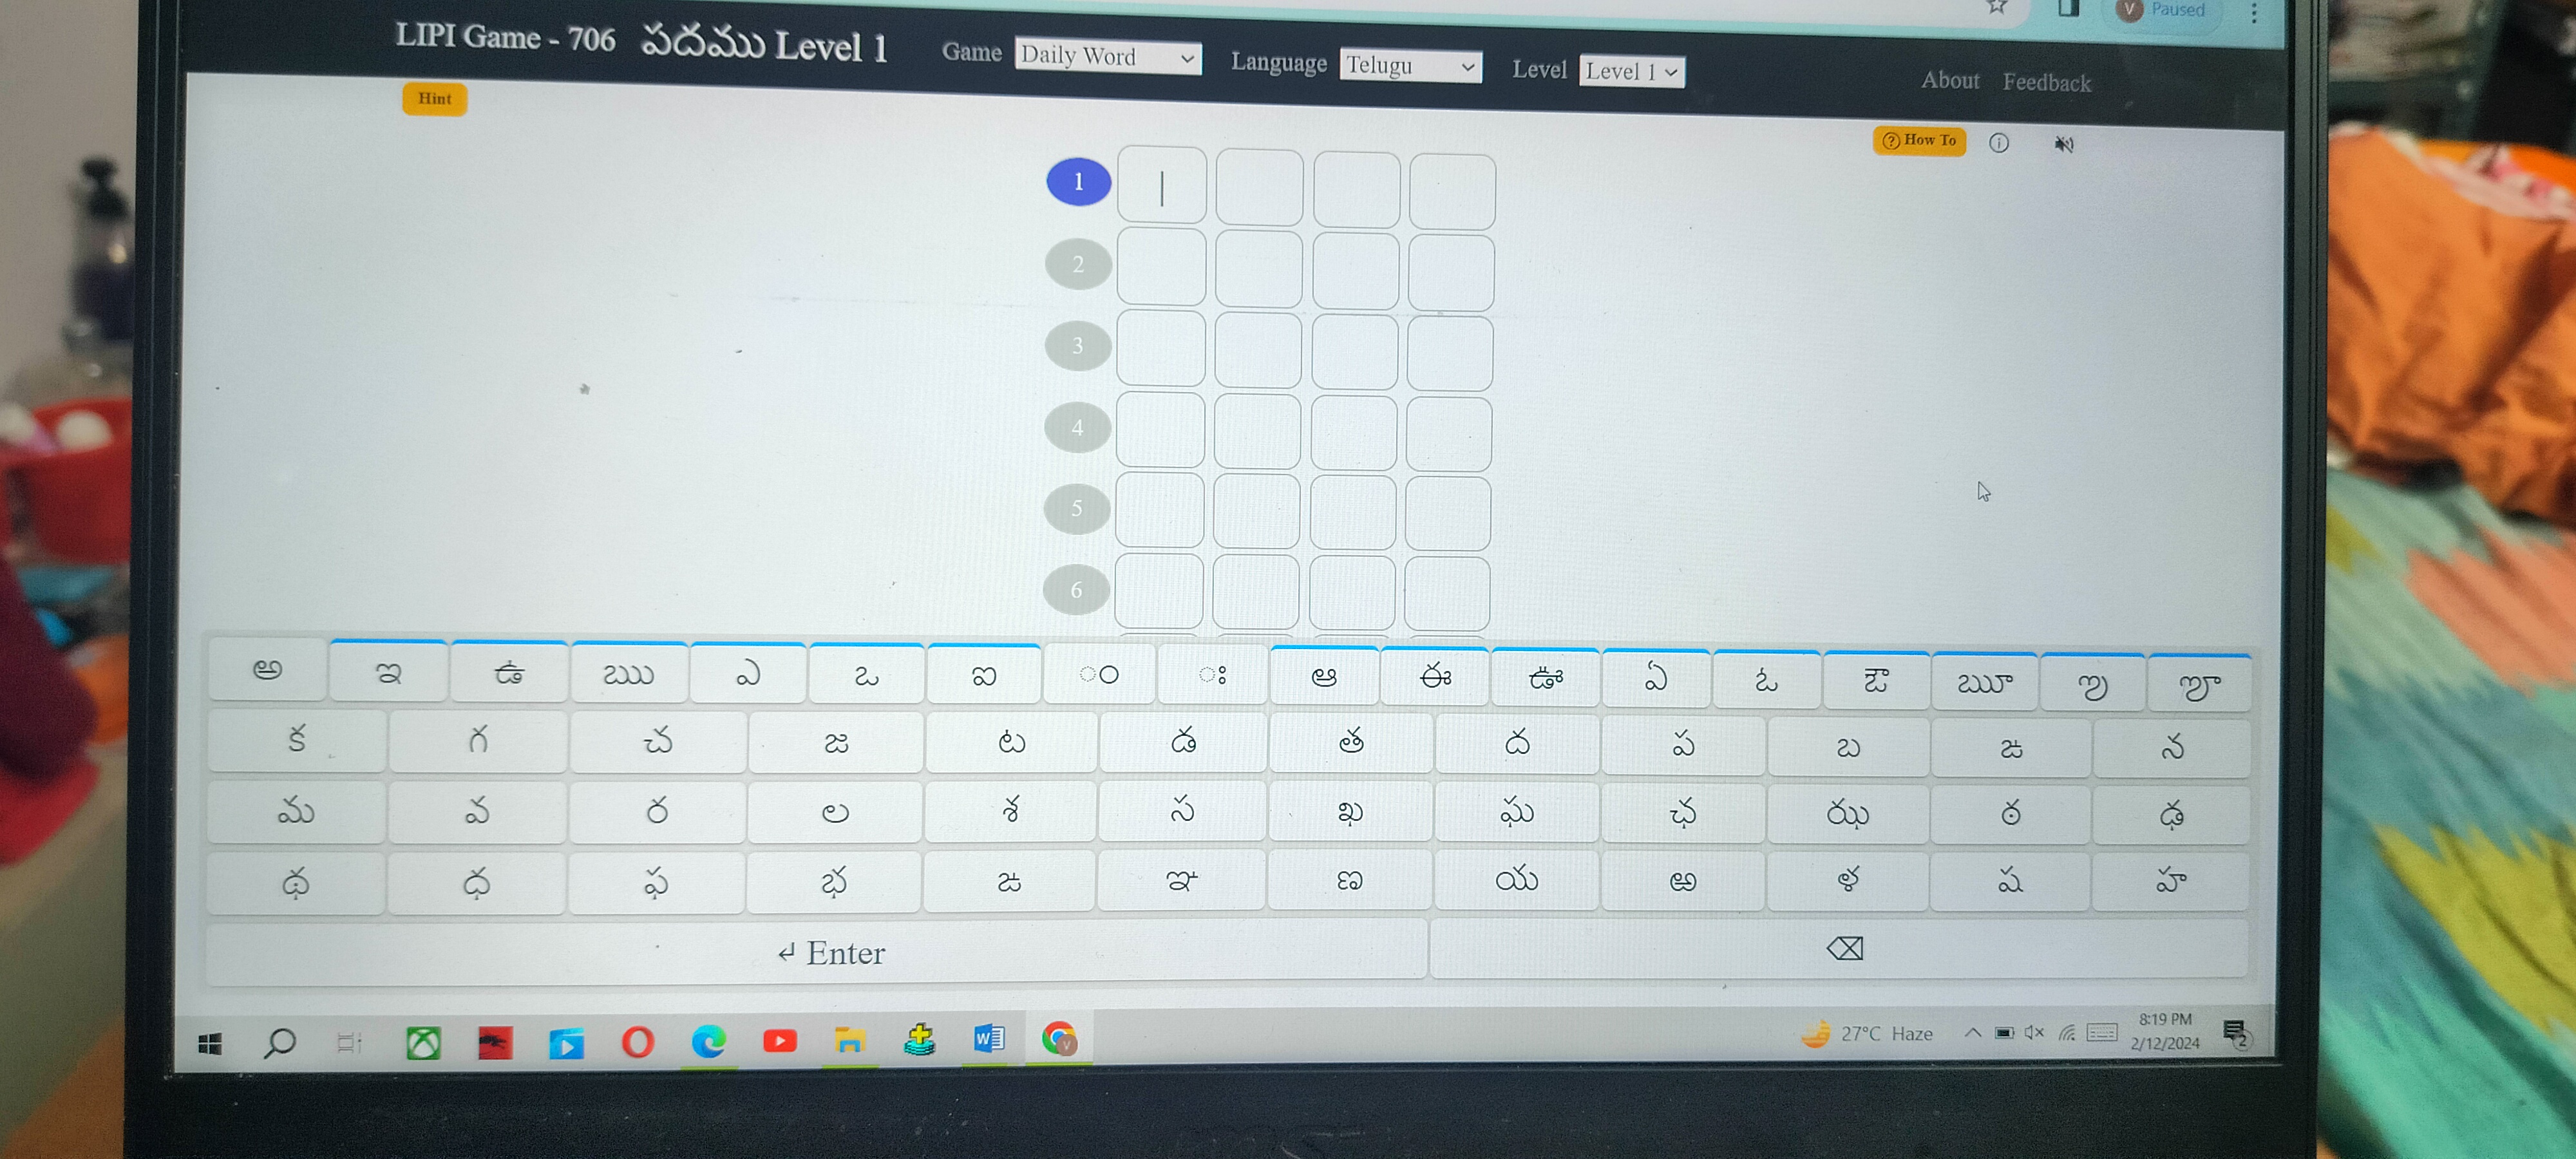 V Paused
LIPI Game - 706 పదము Level 1 Game Daily Word Language Telugu Level Level 1 About Feedback
Hint
? How To
1
2
3
4
5
6
అ ఇ ఉ ఋ ఎ ఒ ఐ ం ః ఆ ఈ ఊ ఏ ఓ ఔ ౠ ఌ ౡ
క గ చ జ ట డ త ద ప బ జ న
మ వ ర ల శ స ఖ ఘ ఛ ఝ ఠ ఢ
థ ధ ఫ భ ఙ ఞ ణ య ఱ ళ ష హ
↵ Enter
27°C Haze
8:19 PM
2/12/2024
2